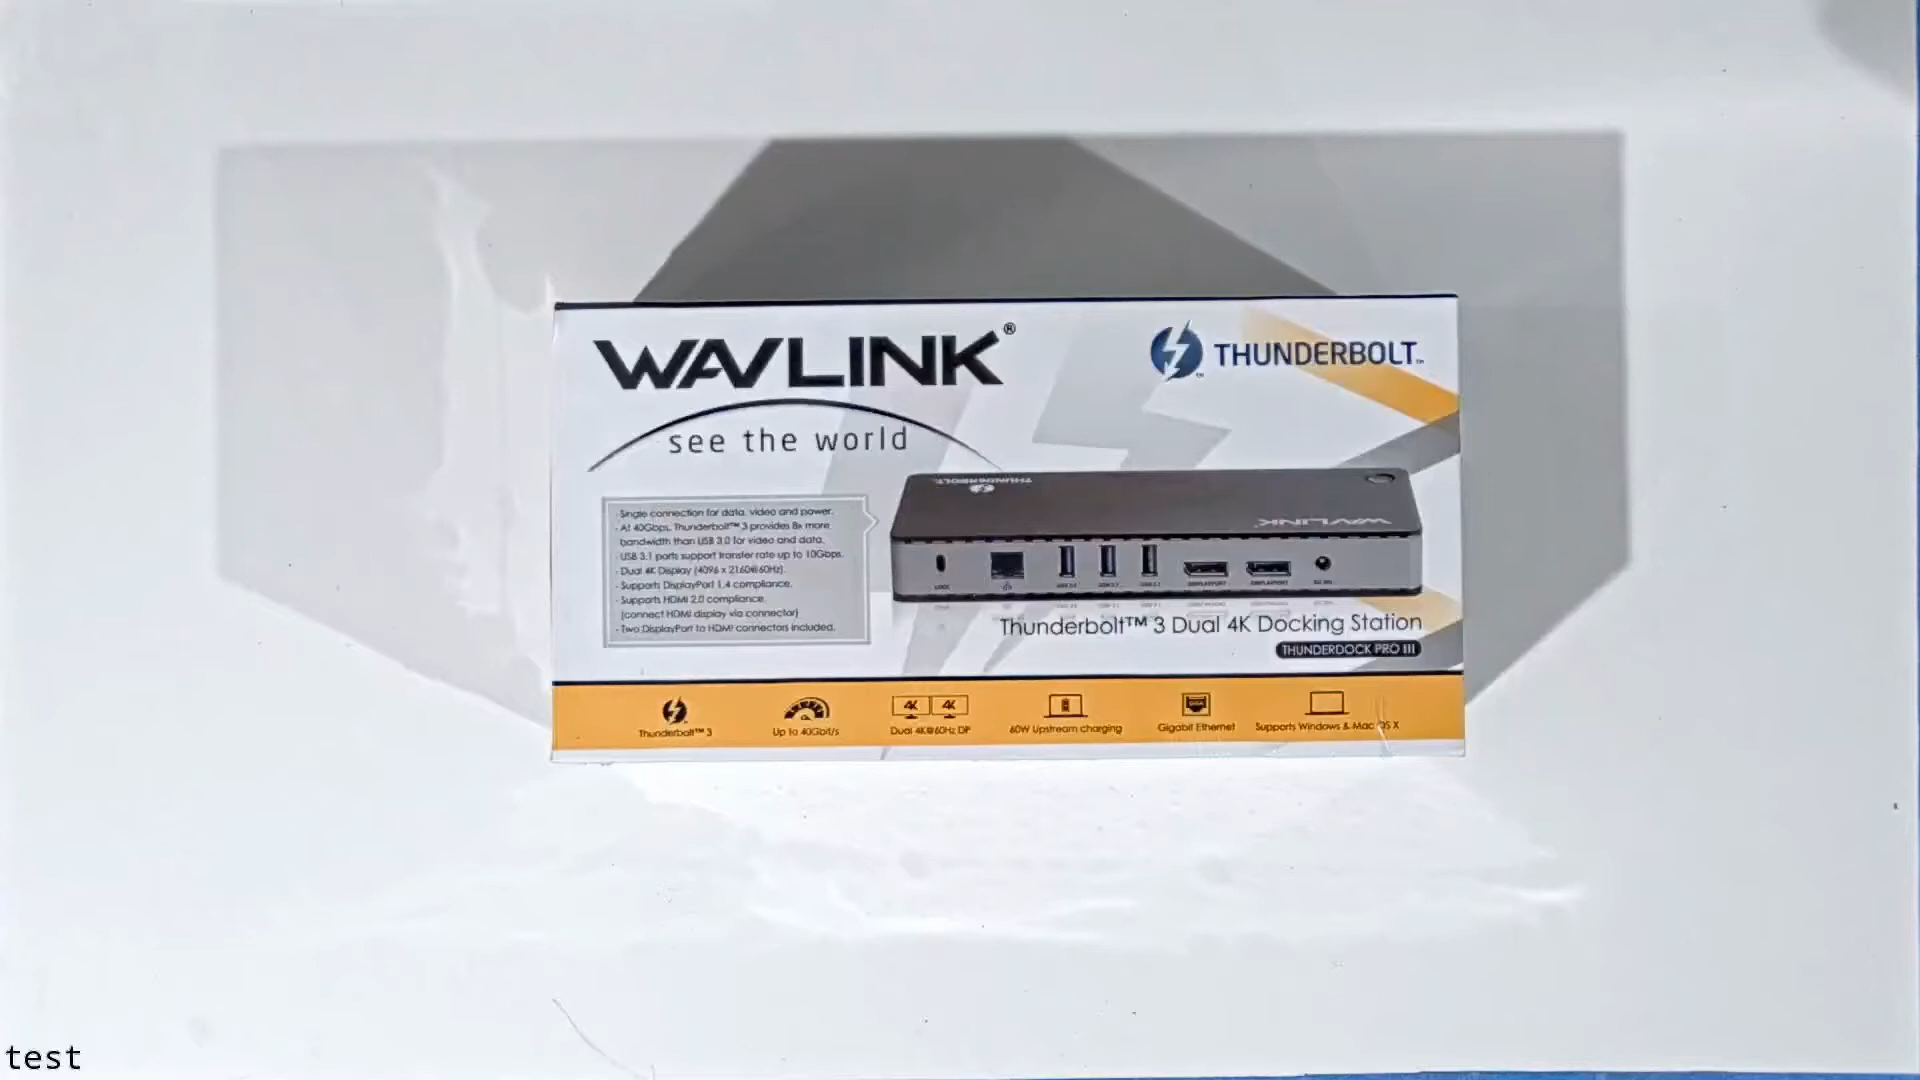 WAVLINK®
see the world
THUNDERBOLT™
- Single connection for data, video and power.
- At 40Gbps, Thunderbolt™ 3 provides 8x more
bandwidth than USB 3.0 for video and data.
- USB 3.1 ports support transfer rate up to 10Gbps.
- Dual 4K Display (4096 x 2160@60Hz).
- Supports DisplayPort 1.4 compliance.
- Supports HDMI 2.0 compliance.
(connect HDMI display via connector)
- Two DisplayPort to HDMI connectors included.
THUNDERBOLT
WAVLINK
LOCK
DISPLAYPORT DISPLAYPORT
Thunderbolt™ 3 Dual 4K Docking Station
THUNDERDOCK PRO III
4K 4K
Thunderbolt™ 3
Up to 40Gbit/s
Dual 4K@60Hz DP
60W Upstream charging
Gigabit Ethernet
Supports Windows & Mac OS X
test